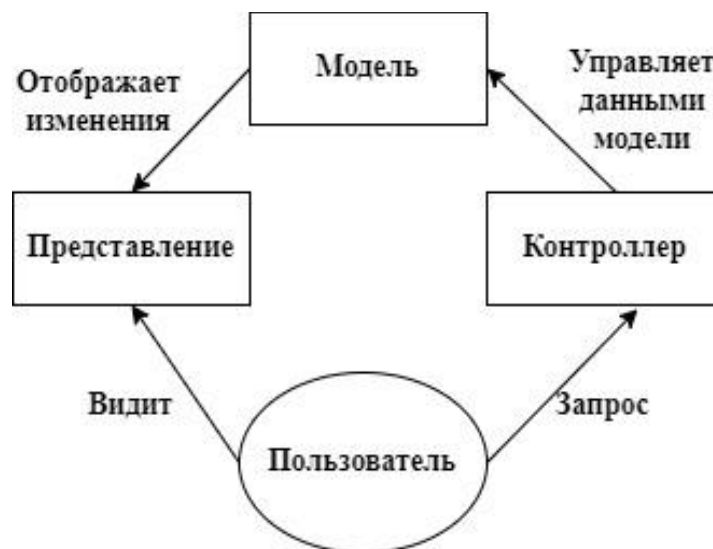 Модель
Отображает
изменения
Управляет
данными
модели
Представление
Контроллер
Видит
Запрос
Пользователь